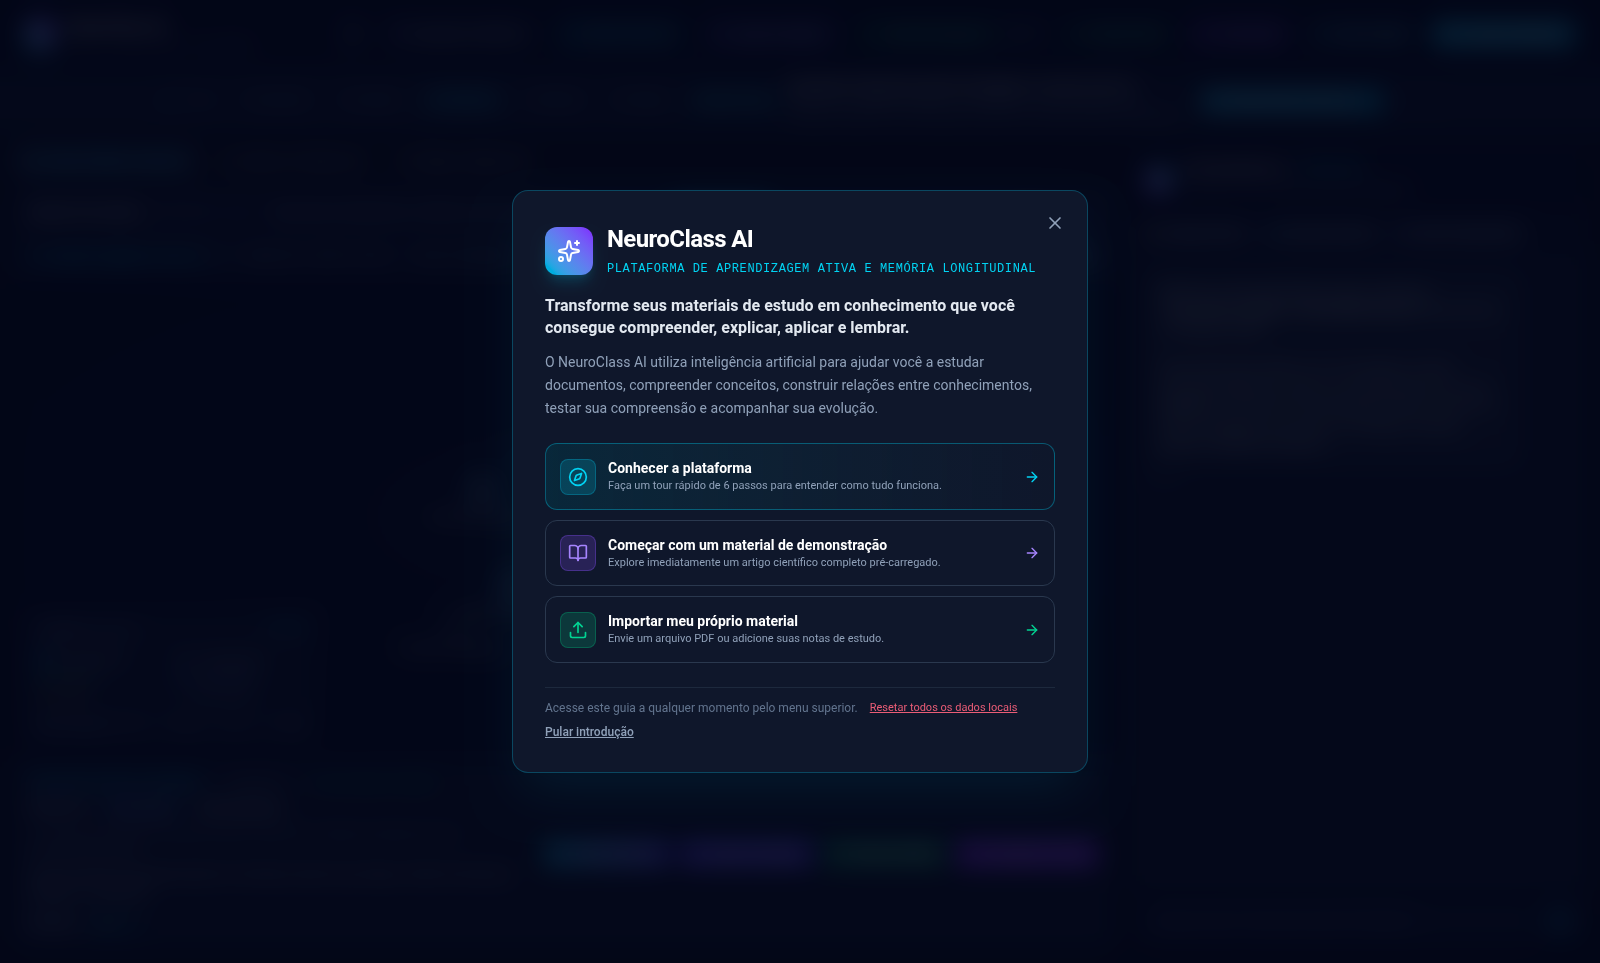 NeuroClass AI
PLATAFORMA DE APRENDIZAGEM ATIVA E MEMÓRIA LONGITUDINAL
Transforme seus materiais de estudo em conhecimento que você
consegue compreender, explicar, aplicar e lembrar.
O NeuroClass AI utiliza inteligência artificial para ajudar você a estudar
documentos, compreender conceitos, construir relações entre conhecimentos,
testar sua compreensão e acompanhar sua evolução.
Conhecer a plataforma
Faça um tour rápido de 6 passos para entender como tudo funciona.
Começar com um material de demonstração
Explore imediatamente um artigo científico completo pré-carregado.
Importar meu próprio material
Envie um arquivo PDF ou adicione suas notas de estudo.
Acesse este guia a qualquer momento pelo menu superior. Resetar todos os dados locais
Pular introdução